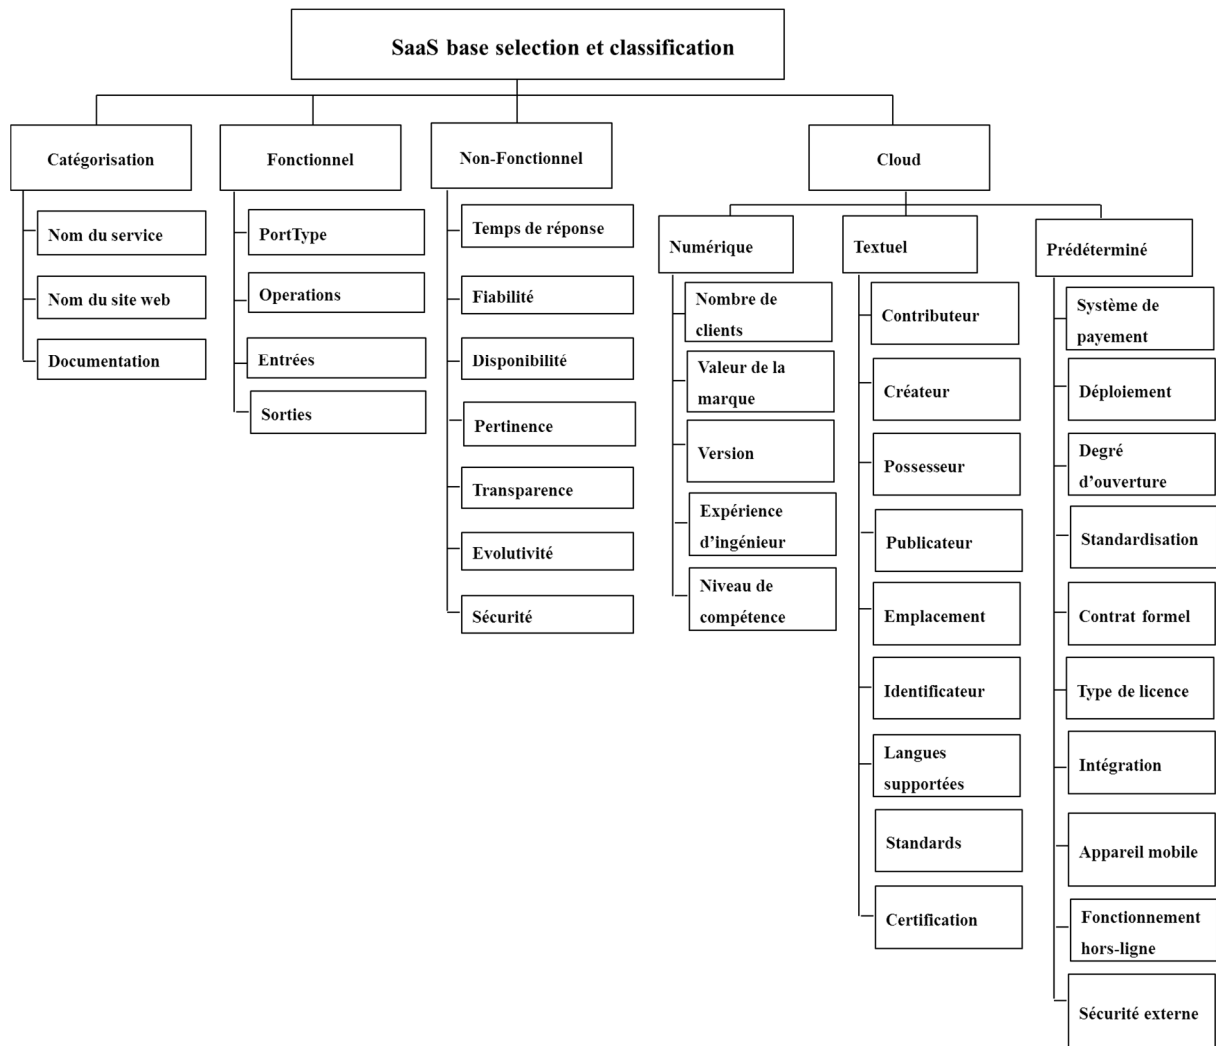 SaaS base selection et classification
Catégorisation
Nom du service
Nom du site web
Documentation
Fonctionnel
PortType
Operations
Entrées
Sorties
Non-Fonctionnel
Temps de réponse
Fiabilité
Disponibilité
Pertinence
Transparence
Evolutivité
Sécurité
Cloud
Numérique
Nombre de
clients
Valeur de la
marque
Version
Expérience
d’ingénieur
Niveau de
compétence
Textuel
Contributeur
Créateur
Possesseur
Publicateur
Emplacement
Identificateur
Langues
supportées
Standards
Certification
Prédéterminé
Système de
payement
Déploiement
Degré
d’ouverture
Standardisation
Contrat formel
Type de licence
Intégration
Appareil mobile
Fonctionnement
hors-ligne
Sécurité externe